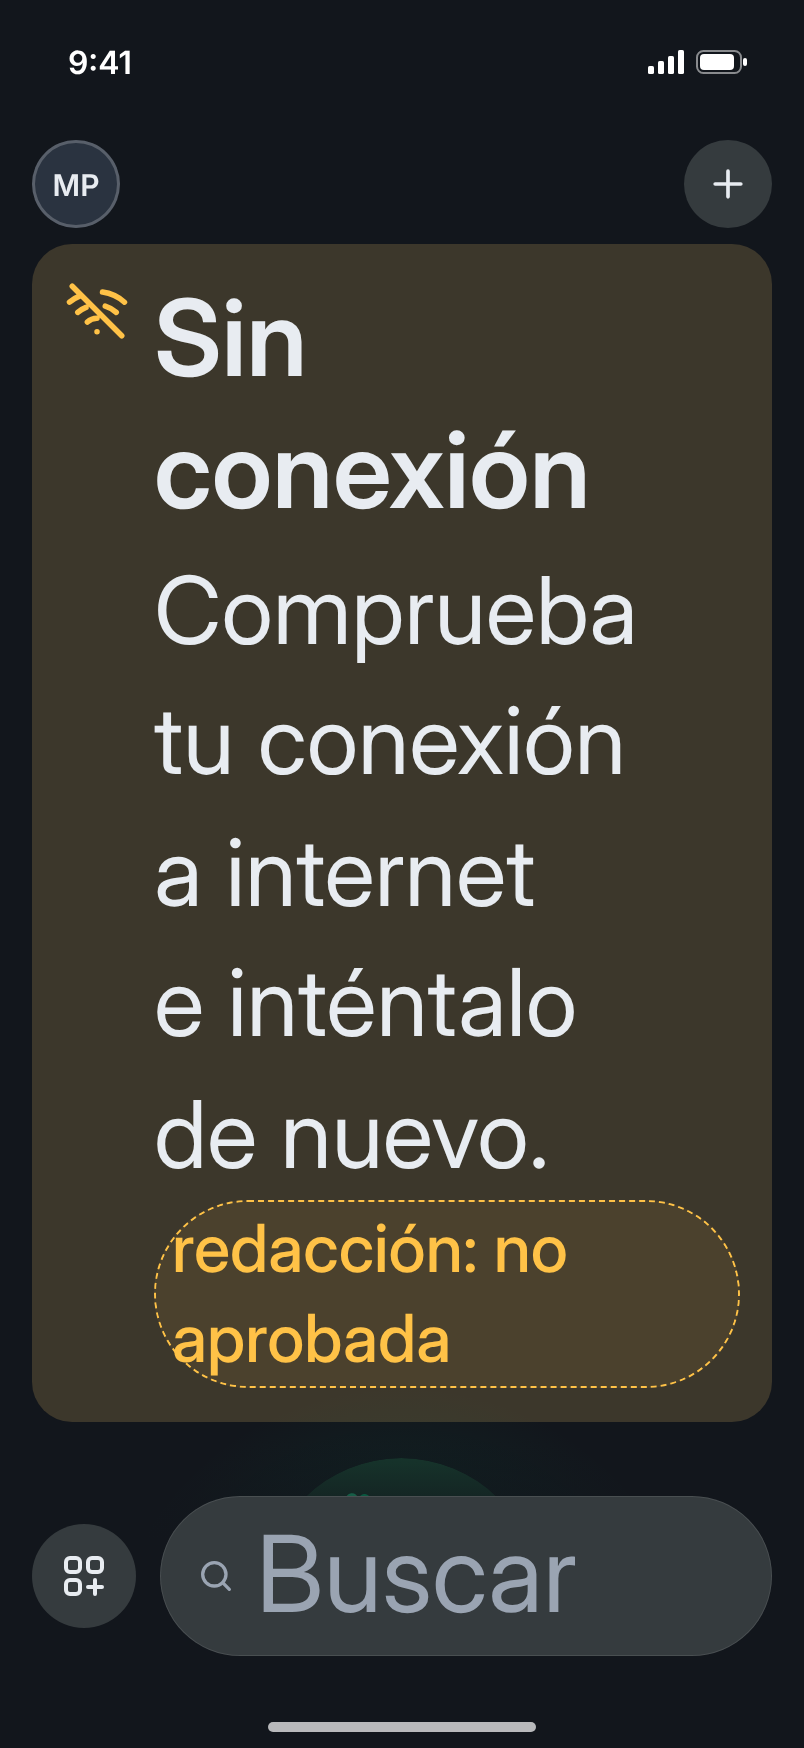 9:41
MP
Sin
conexión
Comprueba
tu conexión
a internet
e inténtalo
de nuevo.
redacción: no
aprobada
Buscar